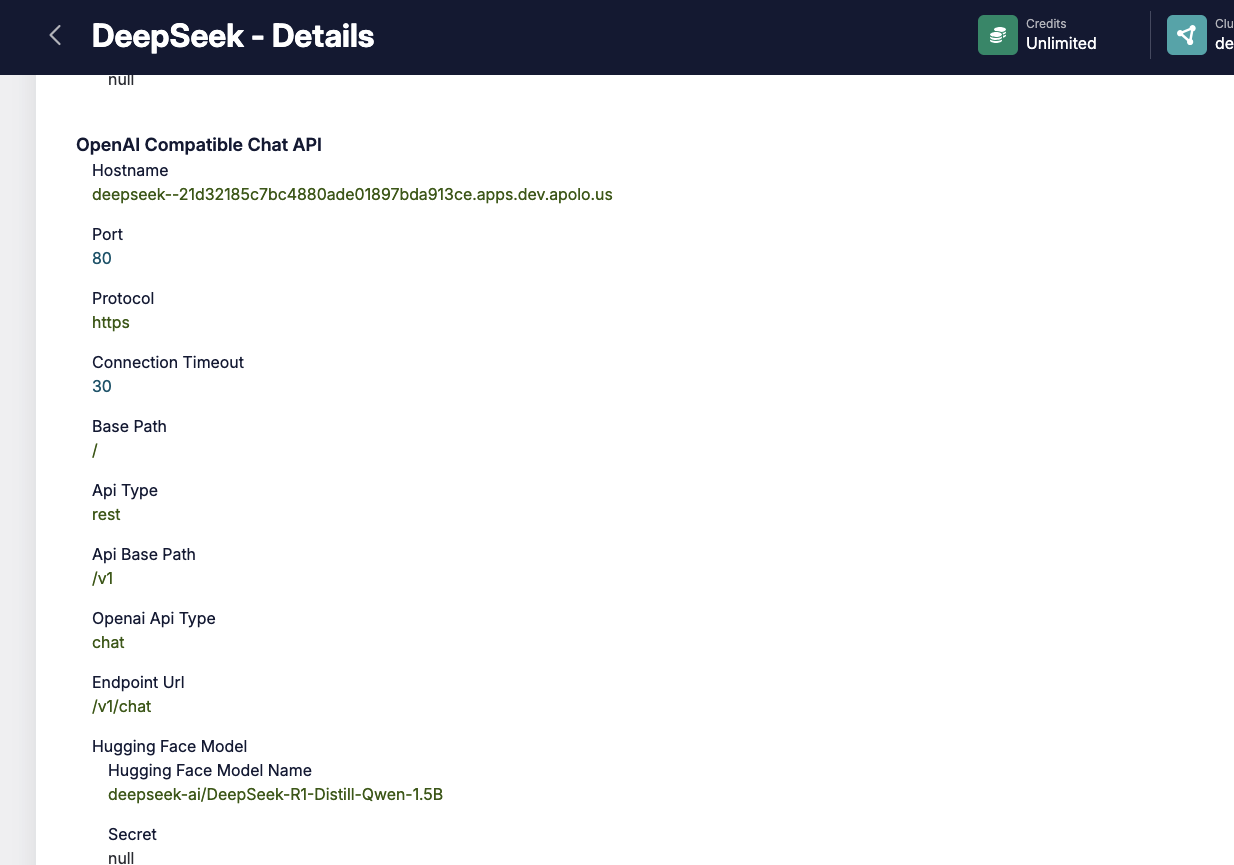 DeepSeek - Details
Credits
Unlimited
Clu
de
null
OpenAI Compatible Chat API
Hostname
deepseek--21d32185c7bc4880ade01897bda913ce.apps.dev.apolo.us
Port
80
Protocol
https
Connection Timeout
30
Base Path
/
Api Type
rest
Api Base Path
/v1
Openai Api Type
chat
Endpoint Url
/v1/chat
Hugging Face Model
Hugging Face Model Name
deepseek-ai/DeepSeek-R1-Distill-Qwen-1.5B
Secret
null